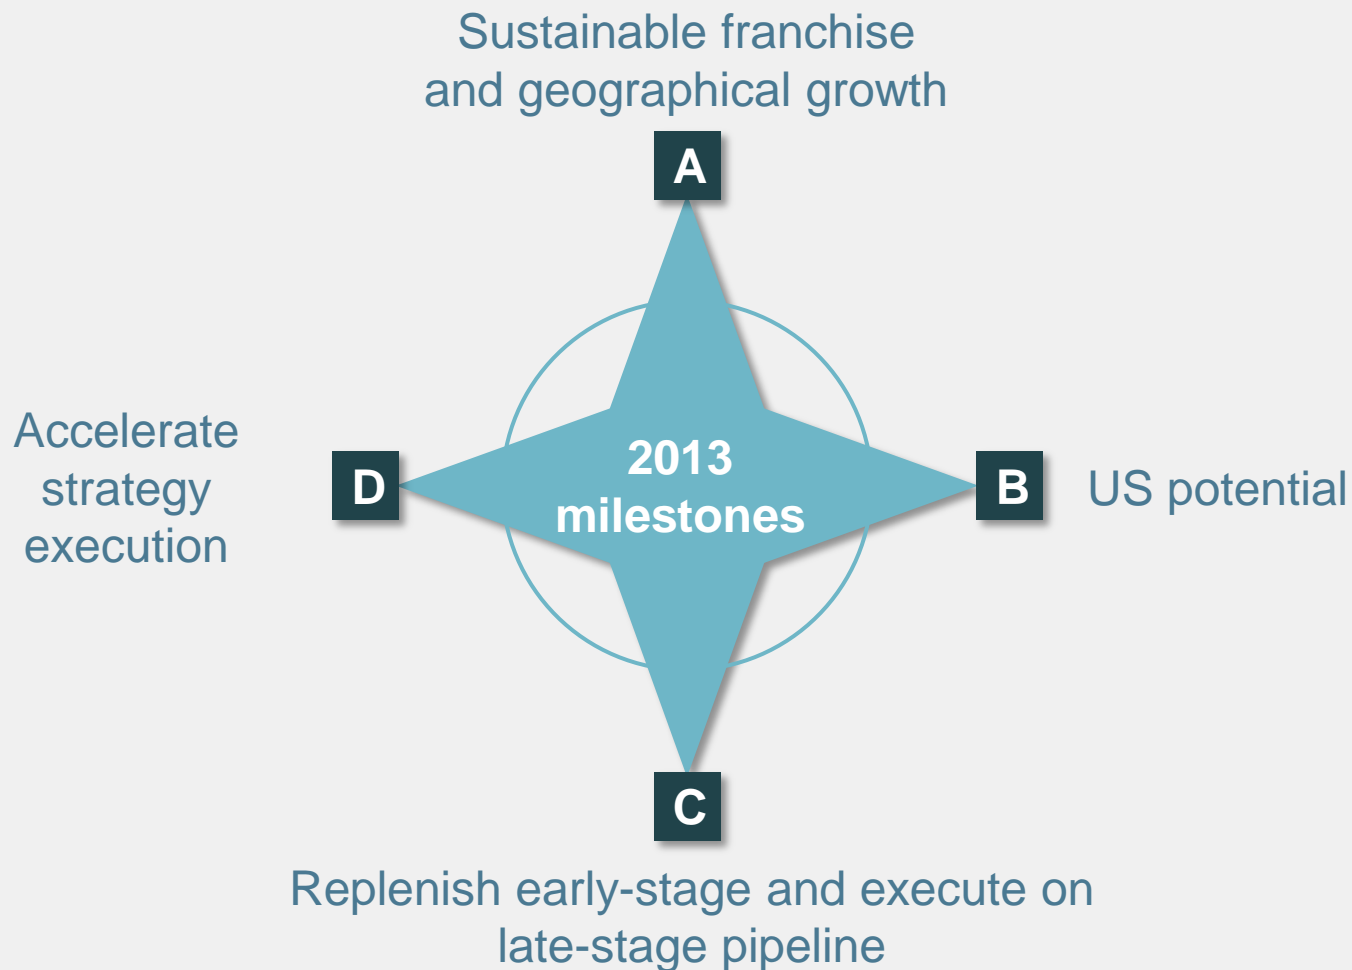 Sustainable franchise
and geographical growth
A
Accelerate
strategy
execution
D
2013
milestones
B
US potential
C
Replenish early-stage and execute on
late-stage pipeline